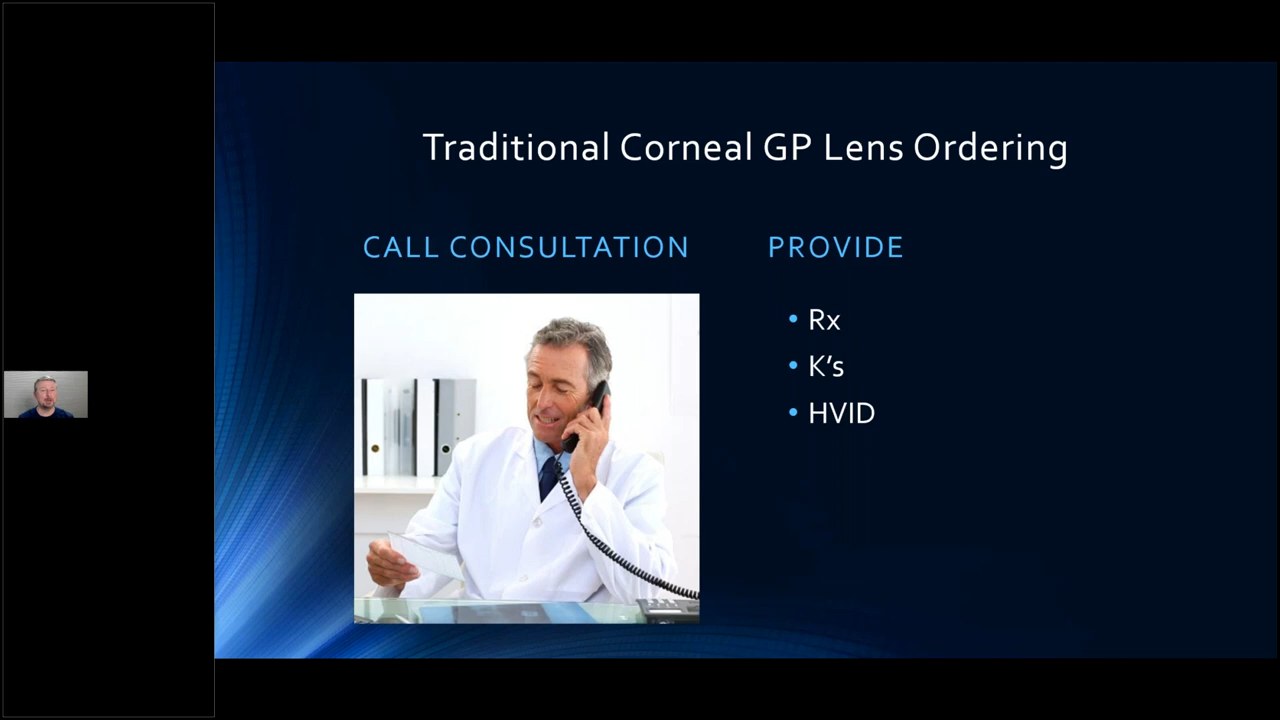 Traditional Corneal GP Lens Ordering
CALL CONSULTATION
PROVIDE
• Rx
• K’s
• HVID